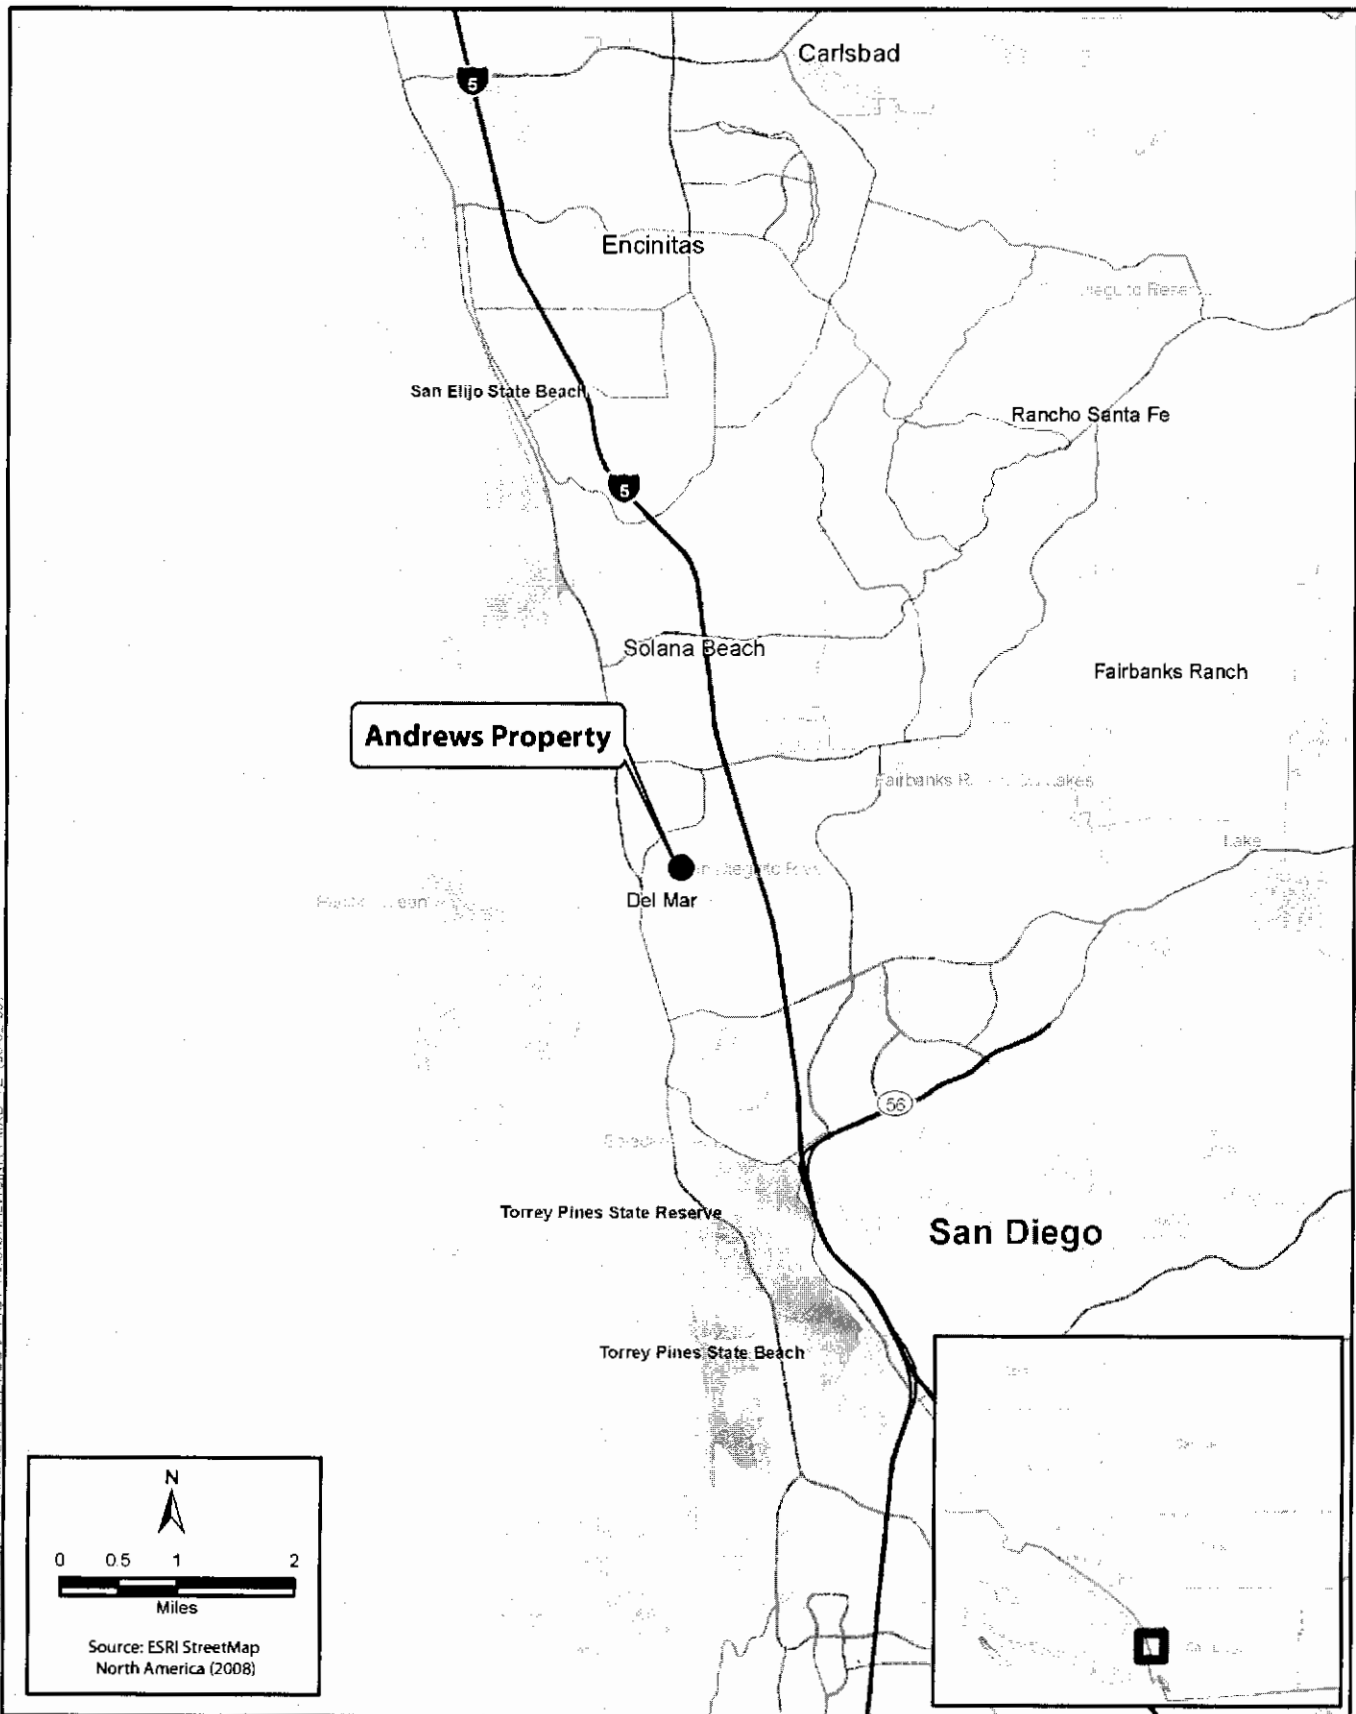 Carlsbad
5
Encinitas
San Elijo State Beach
Rancho Santa Fe
5
Solana Beach
Fairbanks Ranch
Andrews Property
Fairbanks
Lake
Del Mar
56
Torrey Pines State Reserve
San Diego
Torrey Pines State Beach
N
0 0.5 1 2
Miles
Source: ESRI StreetMap
North America (2008)